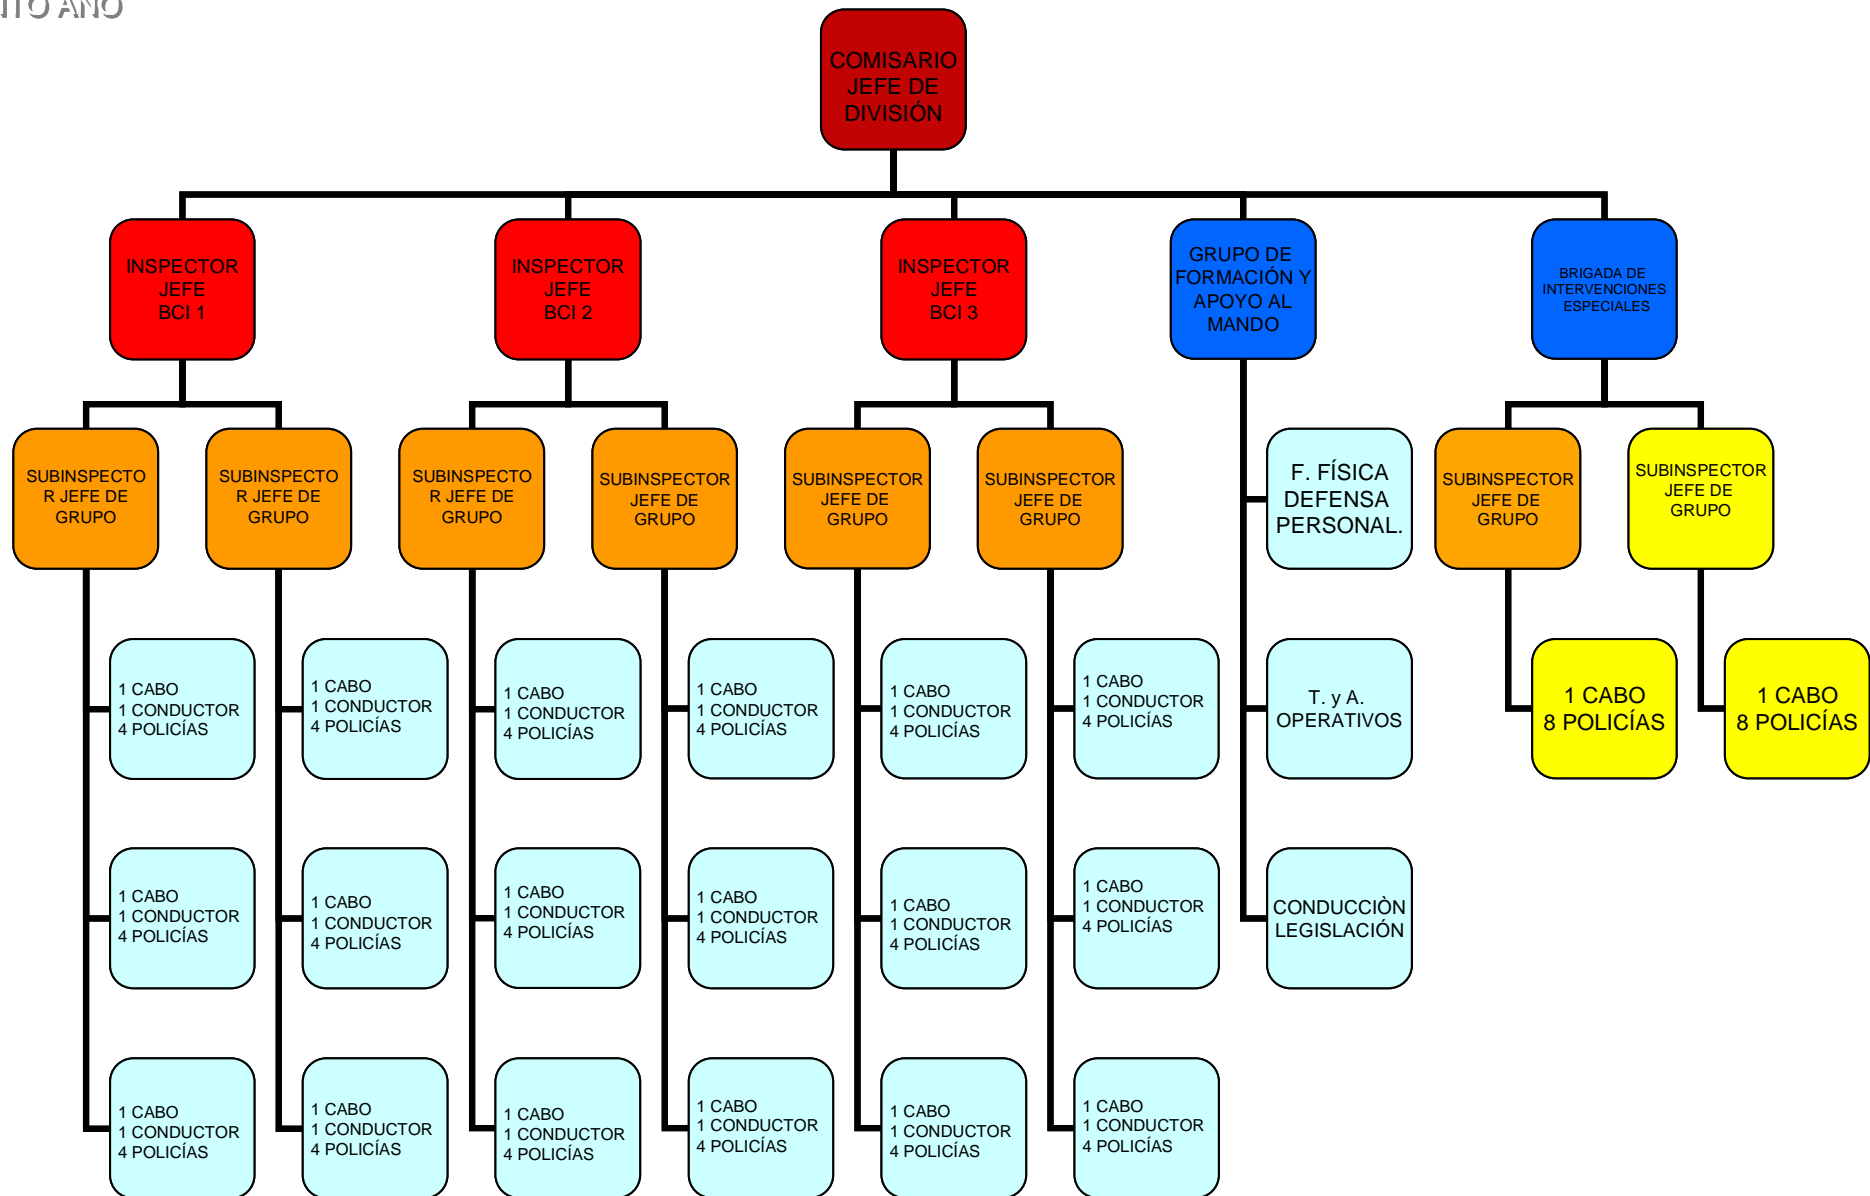 COMISARIO
JEFE DE
DIVISIÓN
INSPECTOR
JEFE
BCI 1
INSPECTOR
JEFE
BCI 2
INSPECTOR
JEFE
BCI 3
GRUPO DE
FORMACIÓN Y
APOYO AL
MANDO
BRIGADA DE
INTERVENCIONES
ESPECIALES
SUBINSPECTO
R JEFE DE
GRUPO
SUBINSPECTO
R JEFE DE
GRUPO
SUBINSPECTO
R JEFE DE
GRUPO
SUBINSPECTOR
JEFE DE
GRUPO
SUBINSPECTOR
JEFE DE
GRUPO
SUBINSPECTOR
JEFE DE
GRUPO
F. FÍSICA
DEFENSA
PERSONAL.
SUBINSPECTOR
JEFE DE
GRUPO
SUBINSPECTOR
JEFE DE
GRUPO
1 CABO
1 CONDUCTOR
4 POLICÍAS
1 CABO
1 CONDUCTOR
4 POLICÍAS
1 CABO
1 CONDUCTOR
4 POLICÍAS
1 CABO
1 CONDUCTOR
4 POLICÍAS
1 CABO
1 CONDUCTOR
4 POLICÍAS
1 CABO
1 CONDUCTOR
4 POLICÍAS
T. y A.
OPERATIVOS
1 CABO
8 POLICÍAS
1 CABO
8 POLICÍAS
1 CABO
1 CONDUCTOR
4 POLICÍAS
1 CABO
1 CONDUCTOR
4 POLICÍAS
1 CABO
1 CONDUCTOR
4 POLICÍAS
1 CABO
1 CONDUCTOR
4 POLICÍAS
1 CABO
1 CONDUCTOR
4 POLICÍAS
1 CABO
1 CONDUCTOR
4 POLICÍAS
CONDUCCIÒN
LEGISLACIÓN
1 CABO
1 CONDUCTOR
4 POLICÍAS
1 CABO
1 CONDUCTOR
4 POLICÍAS
1 CABO
1 CONDUCTOR
4 POLICÍAS
1 CABO
1 CONDUCTOR
4 POLICÍAS
1 CABO
1 CONDUCTOR
4 POLICÍAS
1 CABO
1 CONDUCTOR
4 POLICÍAS